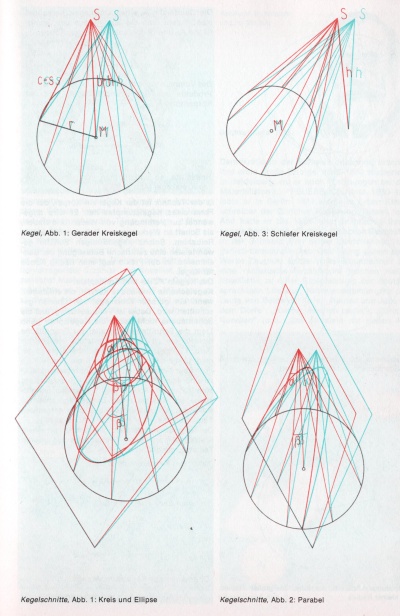 S S
S S
h h
r M
M
Kegel, Abb. 1: Gerader Kreiskegel
Kegel, Abb. 3: Schiefer Kreiskegel
β
β
Kegelschnitte, Abb. 1: Kreis und Ellipse
Kegelschnitte, Abb. 2: Parabel